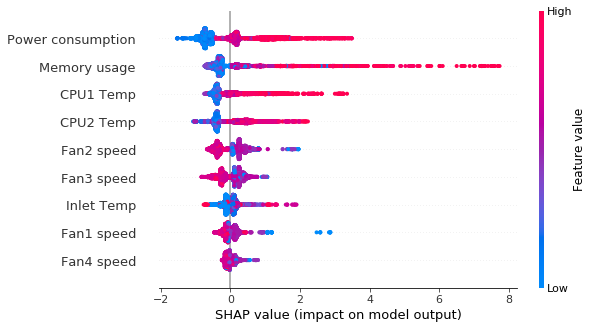 High
Power consumption
Memory usage
CPU1 Temp
CPU2 Temp
Fan2 speed
Fan3 speed
Inlet Temp
Fan1 speed
Fan4 speed
Feature value
Low
−2 0 2 4 6 8
SHAP value (impact on model output)